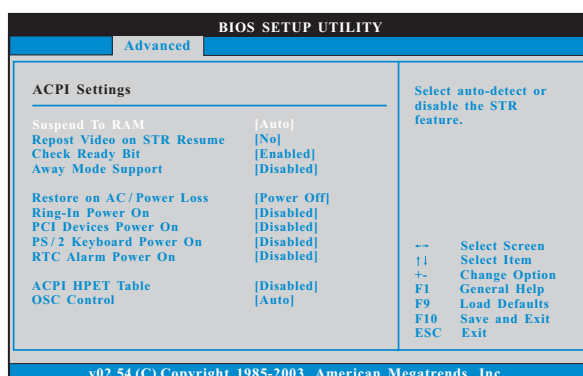 BIOS SETUP UTILITY
Advanced
ACPI Settings
Suspend To RAM [Auto]
Repost Video on STR Resume [No]
Check Ready Bit [Enabled]
Away Mode Support [Disabled]
Restore on AC/Power Loss [Power Off]
Ring-In Power On [Disabled]
PCI Devices Power On [Disabled]
PS/2 Keyboard Power On [Disabled]
RTC Alarm Power On [Disabled]
ACPI HPET Table [Disabled]
OSC Control [Auto]
Select auto-detect or
disable the STR
feature.
←→ Select Screen
↑↓ Select Item
+- Change Option
F1 General Help
F9 Load Defaults
F10 Save and Exit
ESC Exit
v02.54 (C) Copyright 1985-2003, American Megatrends, Inc.